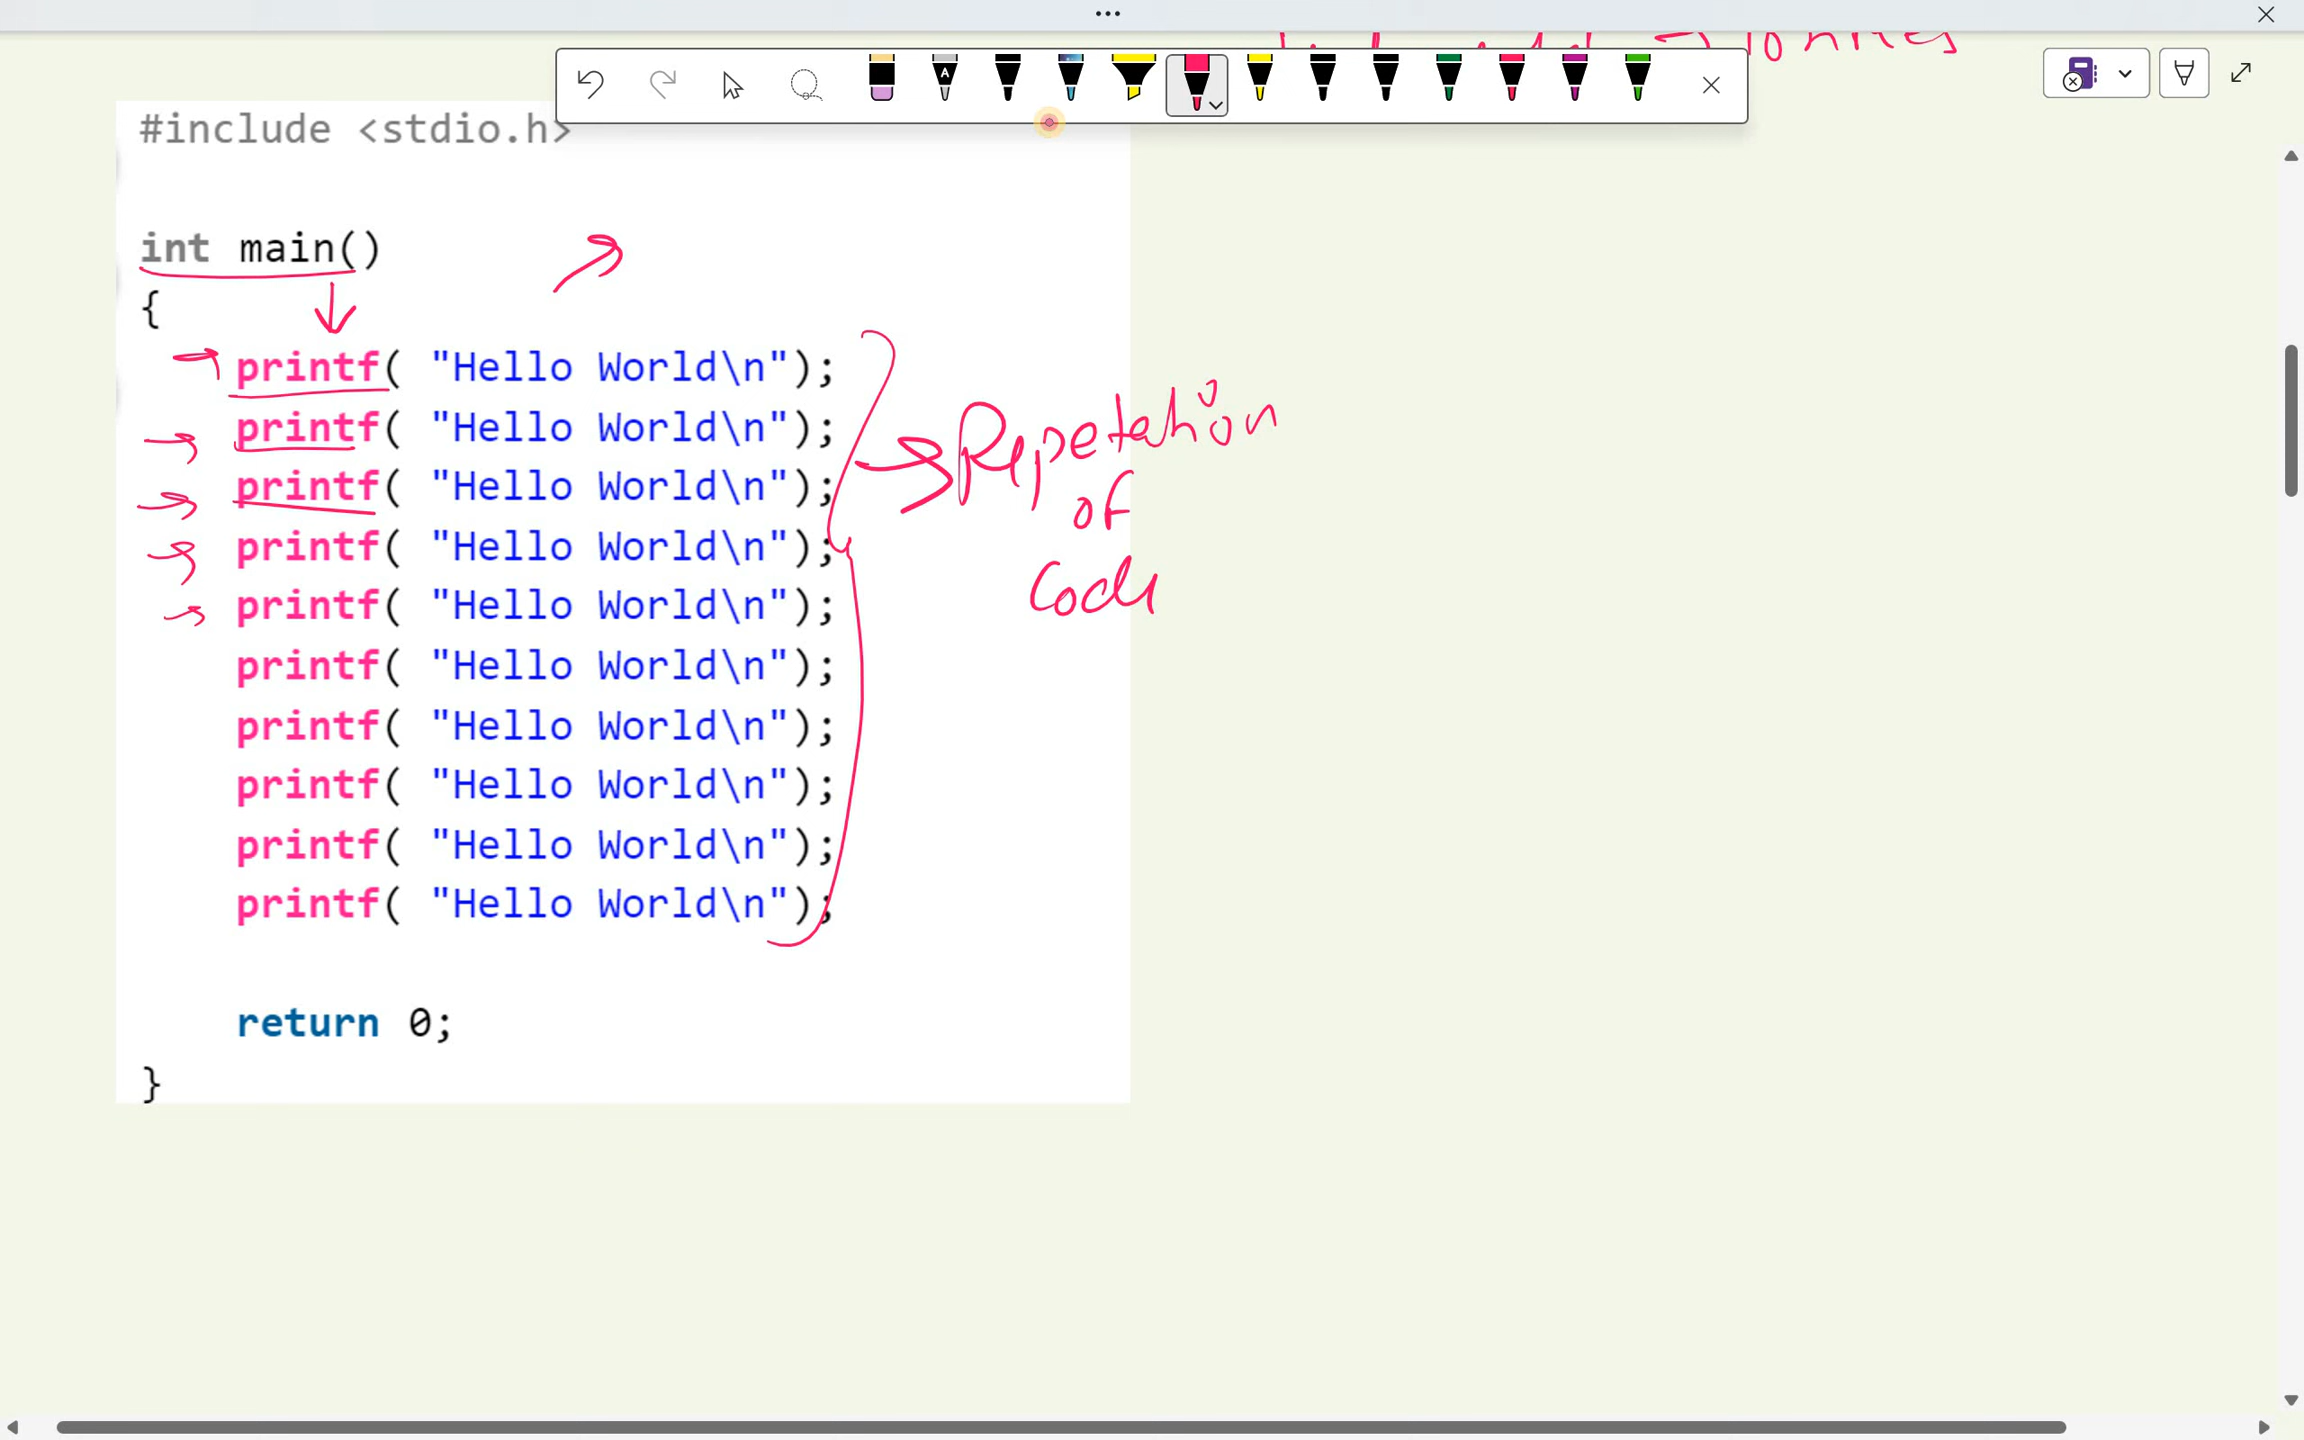 #include <stdio.h>
int main()
{
printf( "Hello World\n");
printf( "Hello World\n");
printf( "Hello World\n");
printf( "Hello World\n");
printf( "Hello World\n");
printf( "Hello World\n");
printf( "Hello World\n");
printf( "Hello World\n");
printf( "Hello World\n");
printf( "Hello World\n");
return 0;
}
Repetation
of
Code